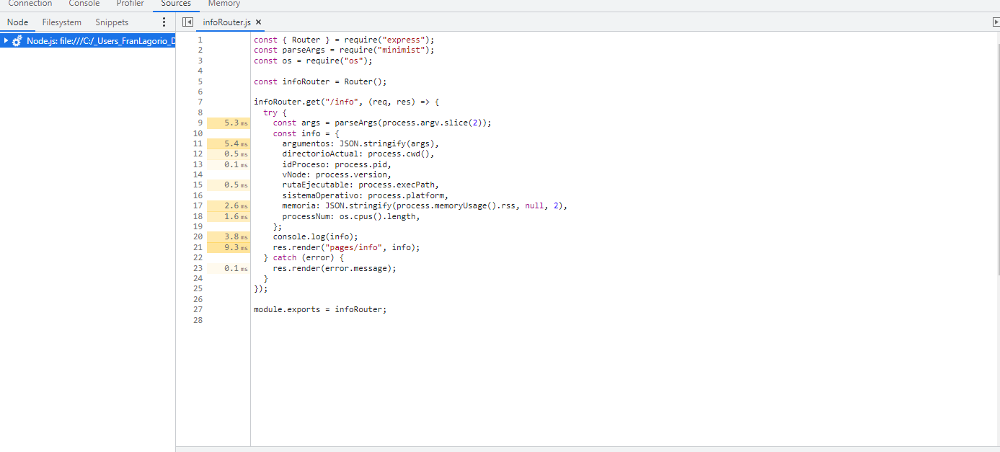 Connection Console Profiler Sources Memory
Node Filesystem Snippets infoRouter.js
Node.js: file:///C:/_Users_FranLagorio_D
1 const { Router } = require("express");
2 const parseArgs = require("minimist");
3 const os = require("os");
4
5 const infoRouter = Router();
6
7 infoRouter.get("/info", (req, res) => {
8 try {
9 5.3 ms const args = parseArgs(process.argv.slice(2));
10 const info = {
11 5.4 ms argumentos: JSON.stringify(args),
12 0.5 ms directorioActual: process.cwd(),
13 0.1 ms idProceso: process.pid,
14 vNode: process.version,
15 0.5 ms rutaEjecutable: process.execPath,
16 sistemaOperativo: process.platform,
17 2.6 ms memoria: JSON.stringify(process.memoryUsage().rss, null, 2),
18 1.6 ms processNum: os.cpus().length,
19 };
20 3.8 ms console.log(info);
21 9.3 ms res.render("pages/info", info);
22 } catch (error) {
23 0.1 ms res.render(error.message);
24 }
25 });
26
27 module.exports = infoRouter;
28